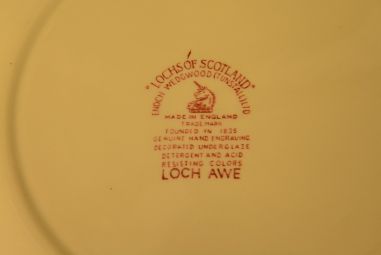 "LOCHS OF SCOTLAND"
ENOCH WEDGWOOD (TUNSTALL) LTD
MADE IN ENGLAND
TRADE MARK
FOUNDED IN 1835
GENUINE HAND ENGRAVING
DECORATED UNDERGLAZE
DETERGENT AND ACID
RESISTING COLORS
LOCH AWE